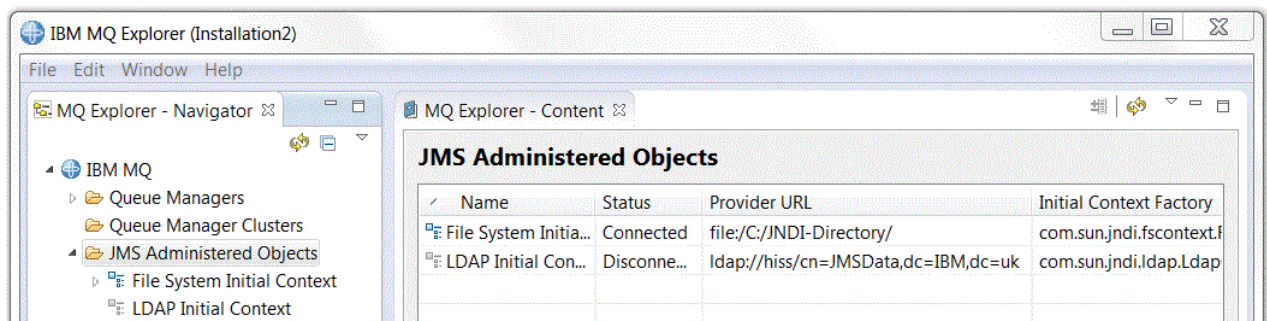 IBM MQ Explorer (Installation2)
File Edit Window Help
MQ Explorer - Navigator
IBM MQ
Queue Managers
Queue Manager Clusters
JMS Administered Objects
File System Initial Context
LDAP Initial Context
MQ Explorer - Content
JMS Administered Objects
Name Status Provider URL Initial Context Factory
File System Initia... Connected file:/C:/JNDI-Directory/ com.sun.jndi.fscontext.F
LDAP Initial Con... Disconne... ldap://hiss/cn=JMSData,dc=IBM,dc=uk com.sun.jndi.ldap.Ldap